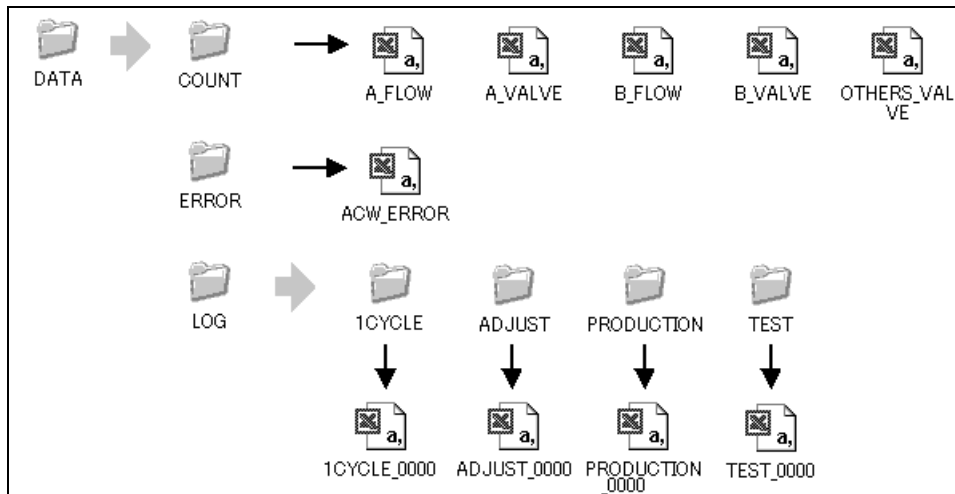 DATA
COUNT
A_FLOW
A_VALVE
B_FLOW
B_VALVE
OTHERS_VAL
VE
a,
a,
a,
a,
a,
ERROR
ACW_ERROR
a,
LOG
1CYCLE
ADJUST
PRODUCTION
TEST
a,
a,
a,
a,
1CYCLE_0000
ADJUST_0000
PRODUCTION
_0000
TEST_0000